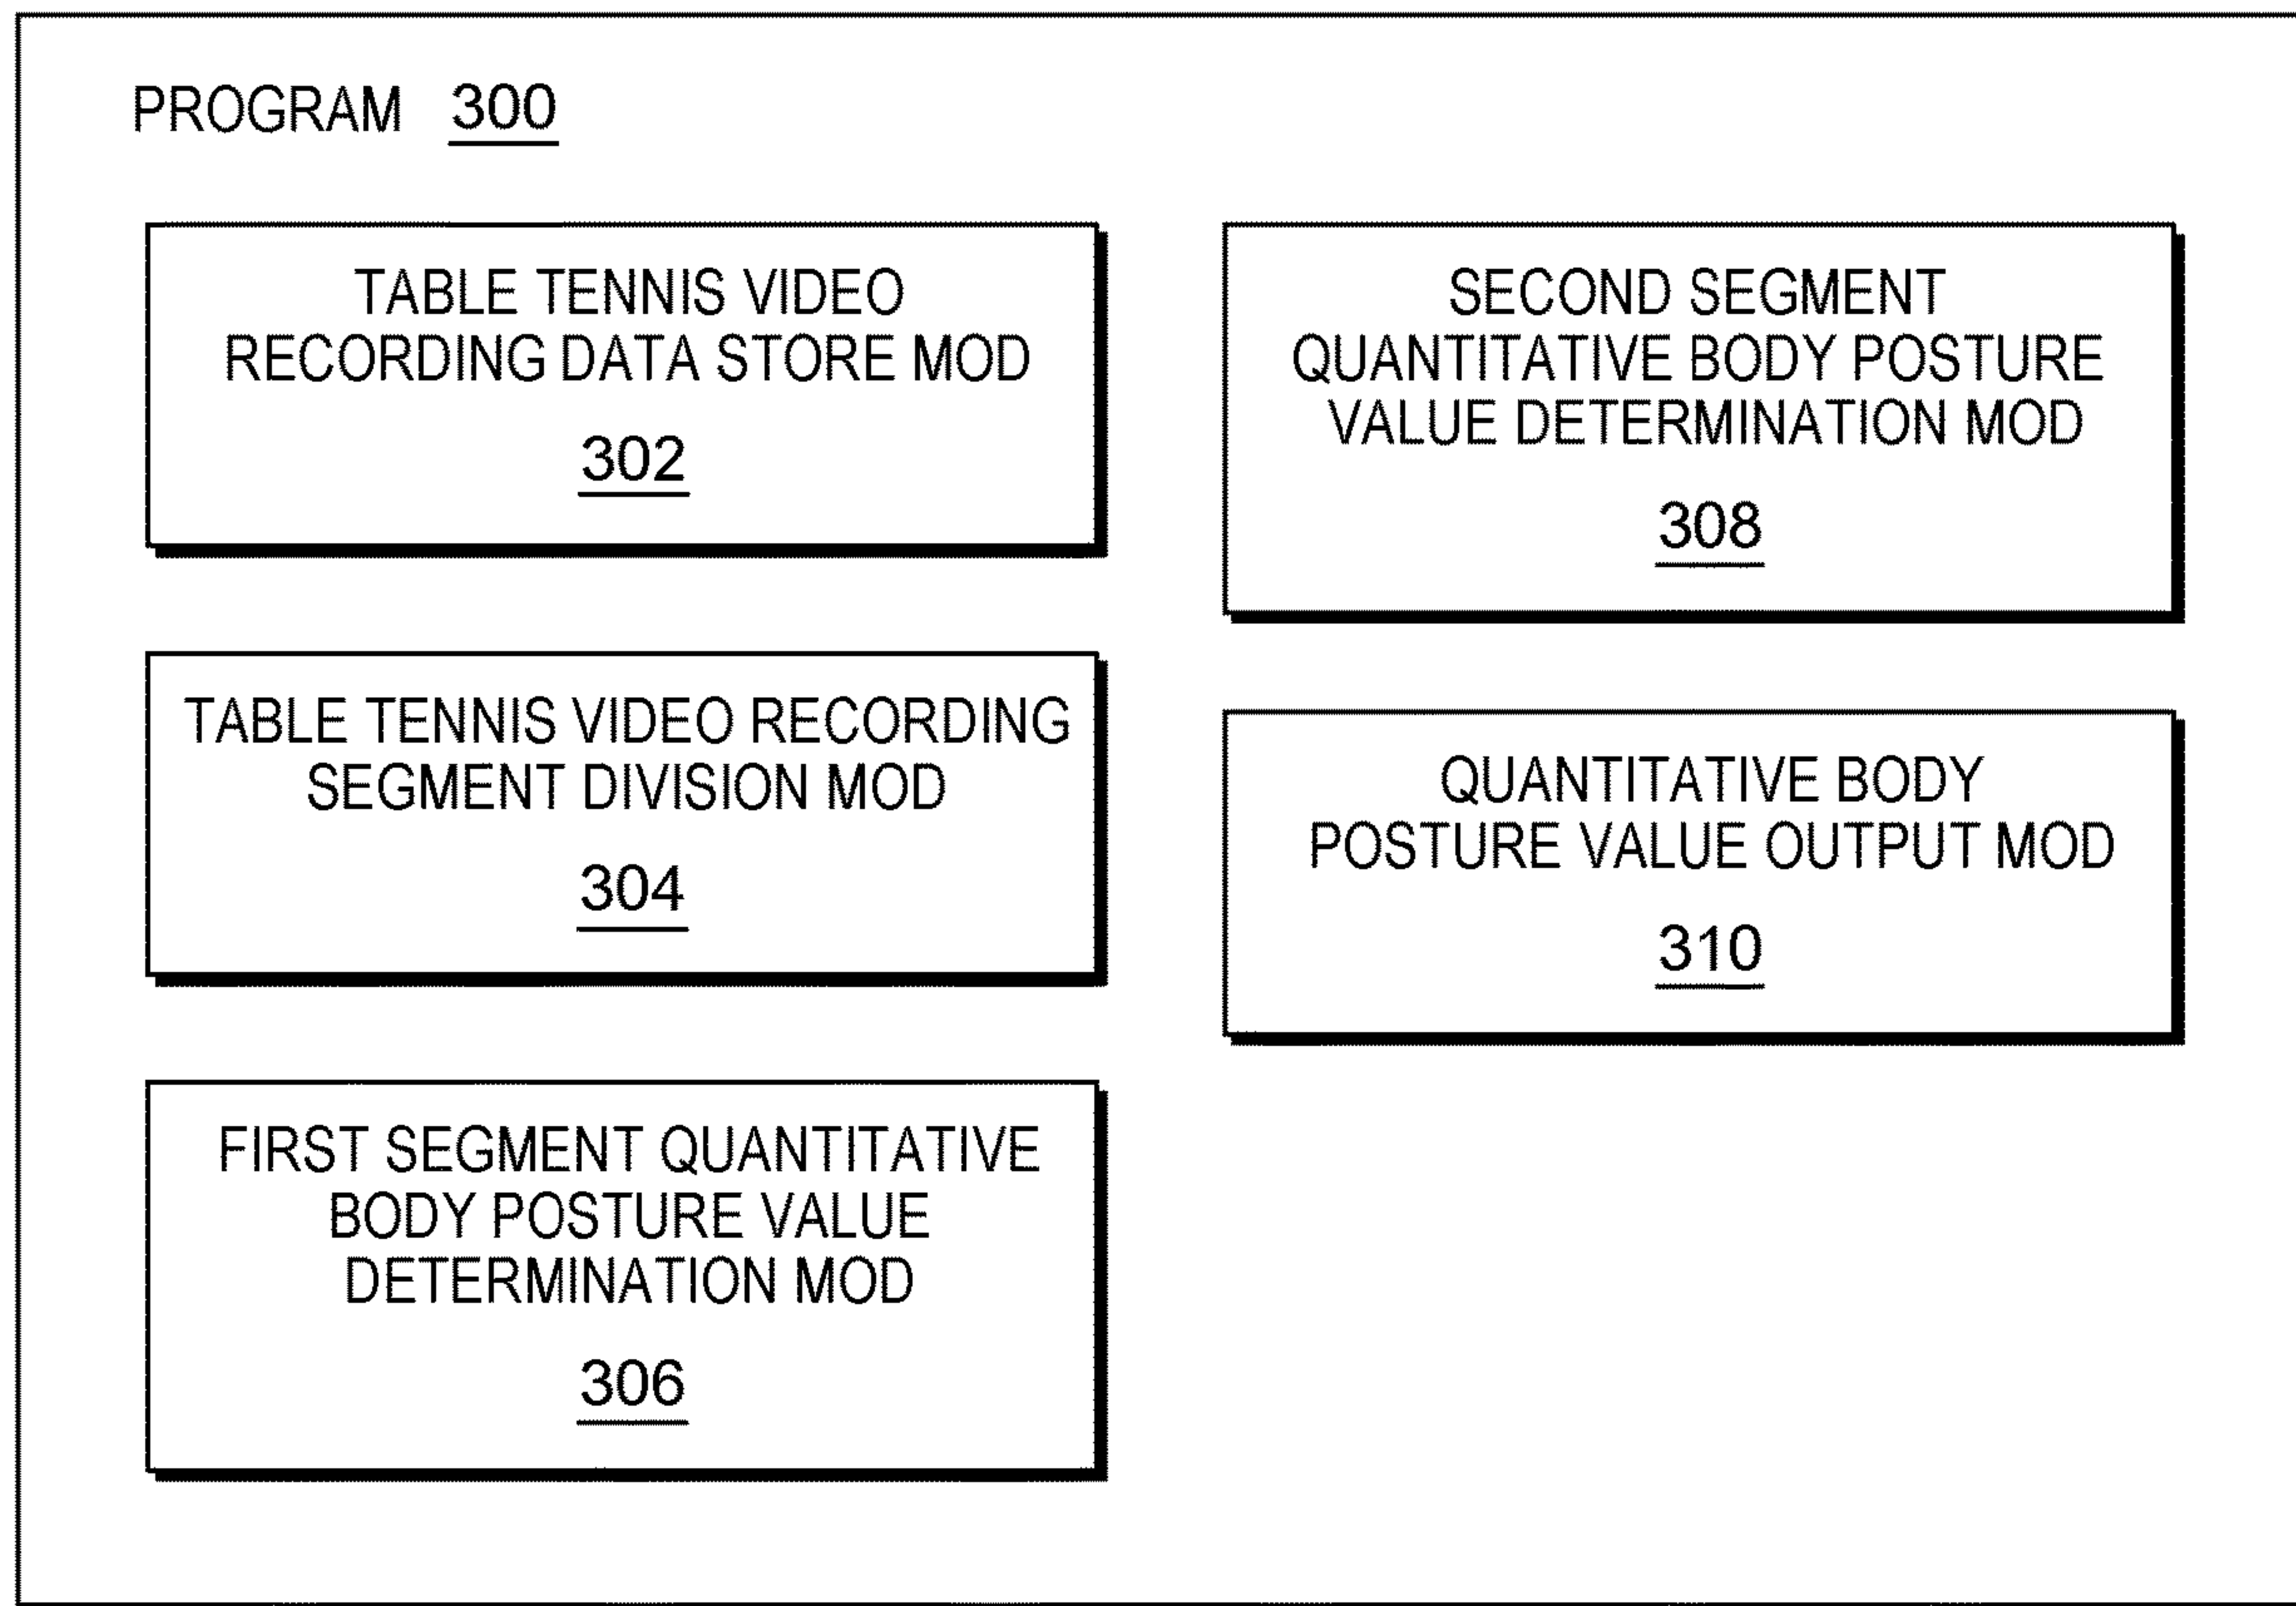 PROGRAM 300
TABLE TENNIS VIDEO
RECORDING DATA STORE MOD
302
TABLE TENNIS VIDEO RECORDING
SEGMENT DIVISION MOD
304
FIRST SEGMENT QUANTITATIVE
BODY POSTURE VALUE
DETERMINATION MOD
306
SECOND SEGMENT
QUANTITATIVE BODY POSTURE
VALUE DETERMINATION MOD
308
QUANTITATIVE BODY
POSTURE VALUE OUTPUT MOD
310